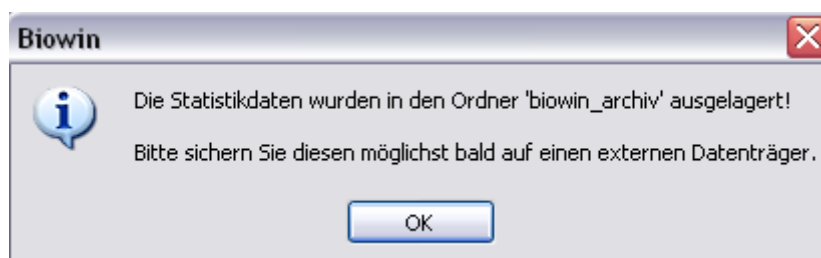 Biowin
Die Statistikdaten wurden in den Ordner 'biowin_archiv' ausgelagert!
Bitte sichern Sie diesen möglichst bald auf einen externen Datenträger.
OK